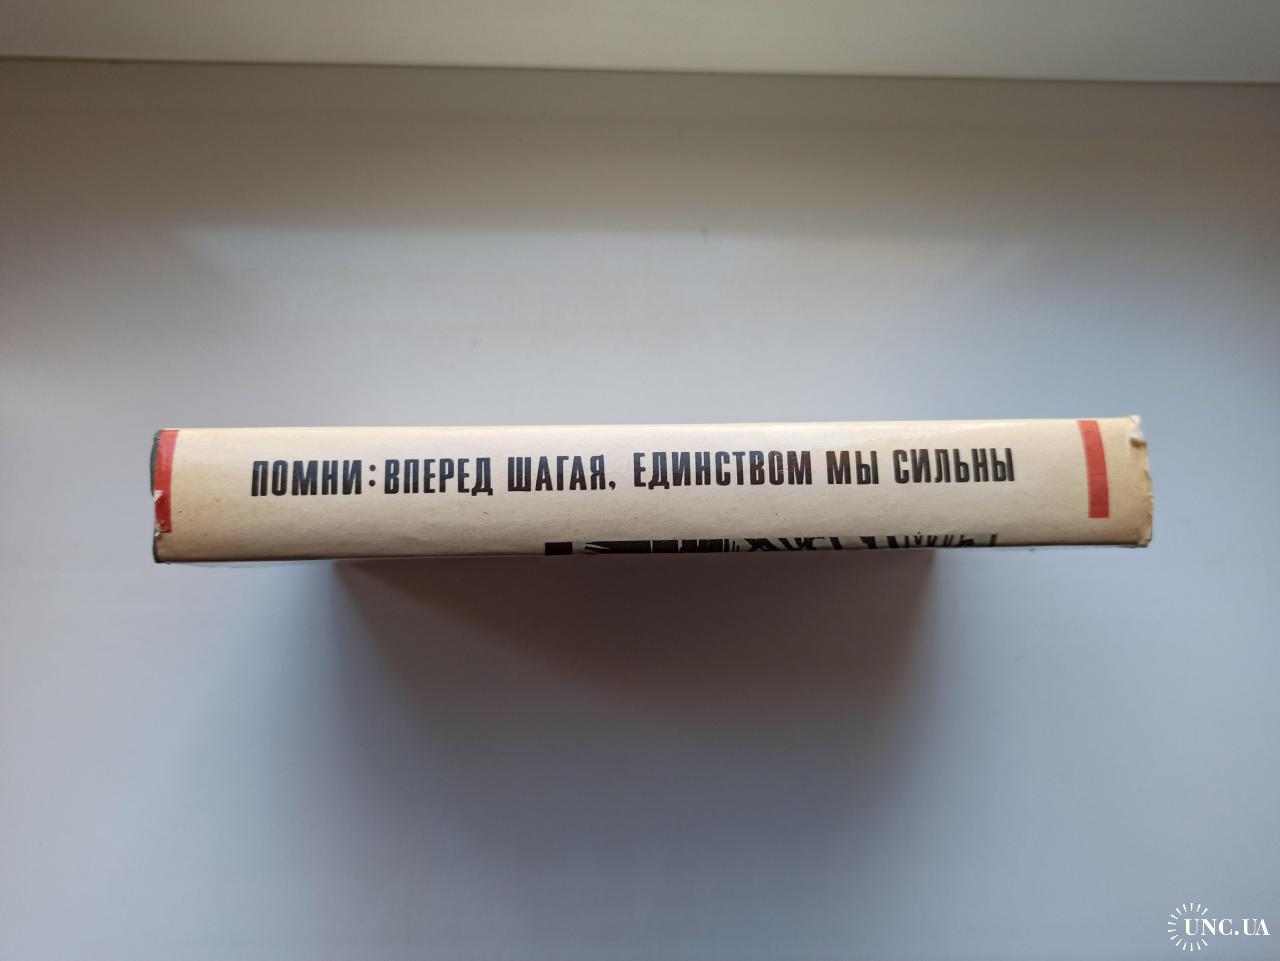 ПОМНИ: ВПЕРЕД ШАГАЯ, ЕДИНСТВОМ МЫ СИЛЬНЫ
UNC.UA